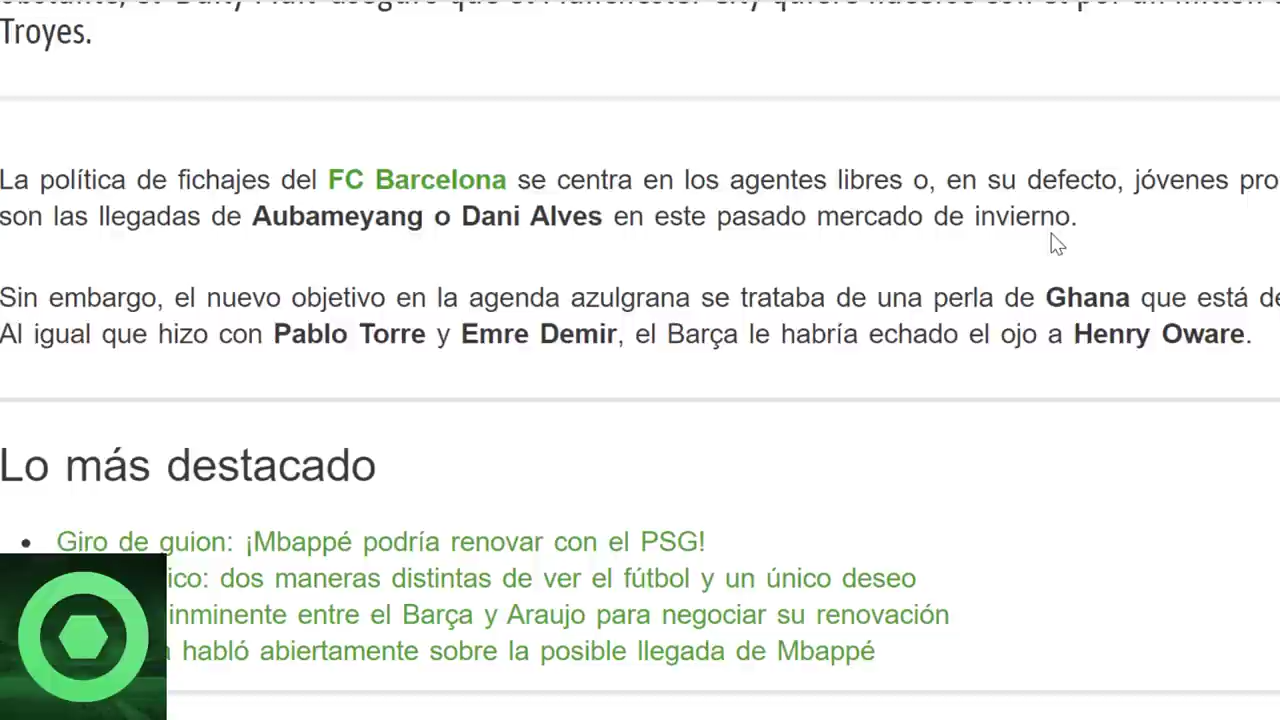 Troyes.
La política de fichajes del FC Barcelona se centra en los agentes libres o, en su defecto, jóvenes pro
son las llegadas de Aubameyang o Dani Alves en este pasado mercado de invierno.
Sin embargo, el nuevo objetivo en la agenda azulgrana se trataba de una perla de Ghana que está de
Al igual que hizo con Pablo Torre y Emre Demir, el Barça le habría echado el ojo a Henry Oware.
Lo más destacado
• Giro de guion: ¡Mbappé podría renovar con el PSG!
ico: dos maneras distintas de ver el fútbol y un único deseo
inminente entre el Barça y Araujo para negociar su renovación
habló abiertamente sobre la posible llegada de Mbappé